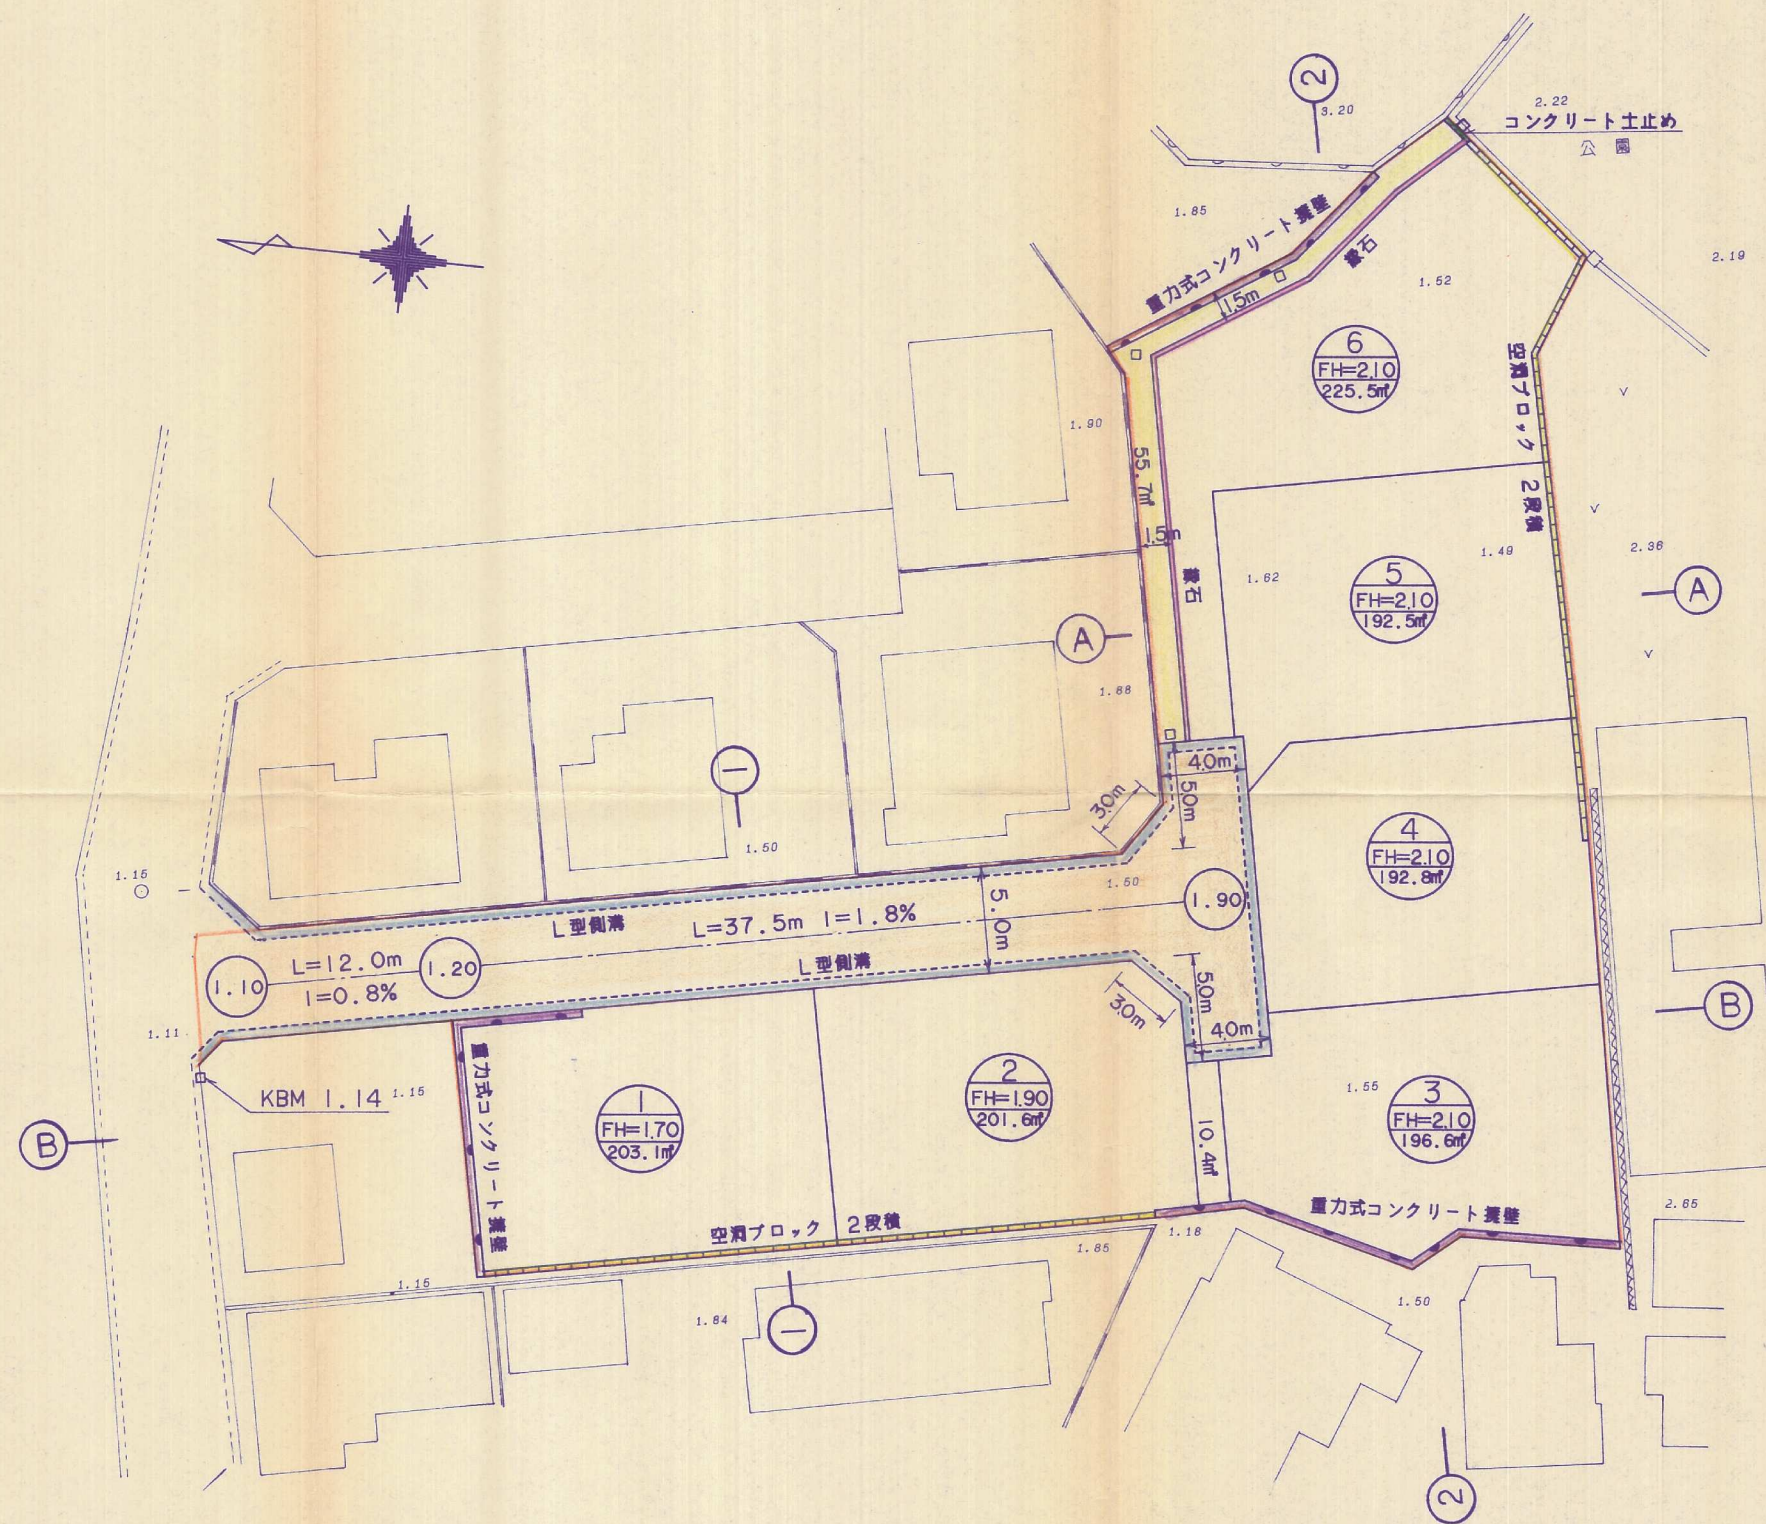 2
3.20
2.22
コンクリート土止め
公園
1.85
重力式コンクリート擁壁
縁石
1.5m
1.52
2.19
6
FH=2.10
225.5㎡
空洞ブロック 2段積
1.90
55.7㎡
1.5m
縁石
1.62
1.49
2.36
5
FH=2.10
192.5㎡
A
A
1.88
1
4.0m
5.0m
3.0m
1.50
1.15
4
FH=2.10
192.8㎡
1.50
1.90
5.0m
L型側溝
L=37.5m I=1.8%
L型側溝
L=12.0m
I=0.8%
1.10
1.20
5.0m
3.0m
4.0m
B
1.11
KBM 1.14
1.15
B
重力式コンクリート擁壁
1
FH=1.70
203.1㎡
2
FH=1.90
201.6㎡
10.4㎡
1.55
3
FH=2.10
196.6㎡
重力式コンクリート擁壁
2.65
空洞ブロック 2段積
1.85
1.18
1.15
1.84
1
1.50
2